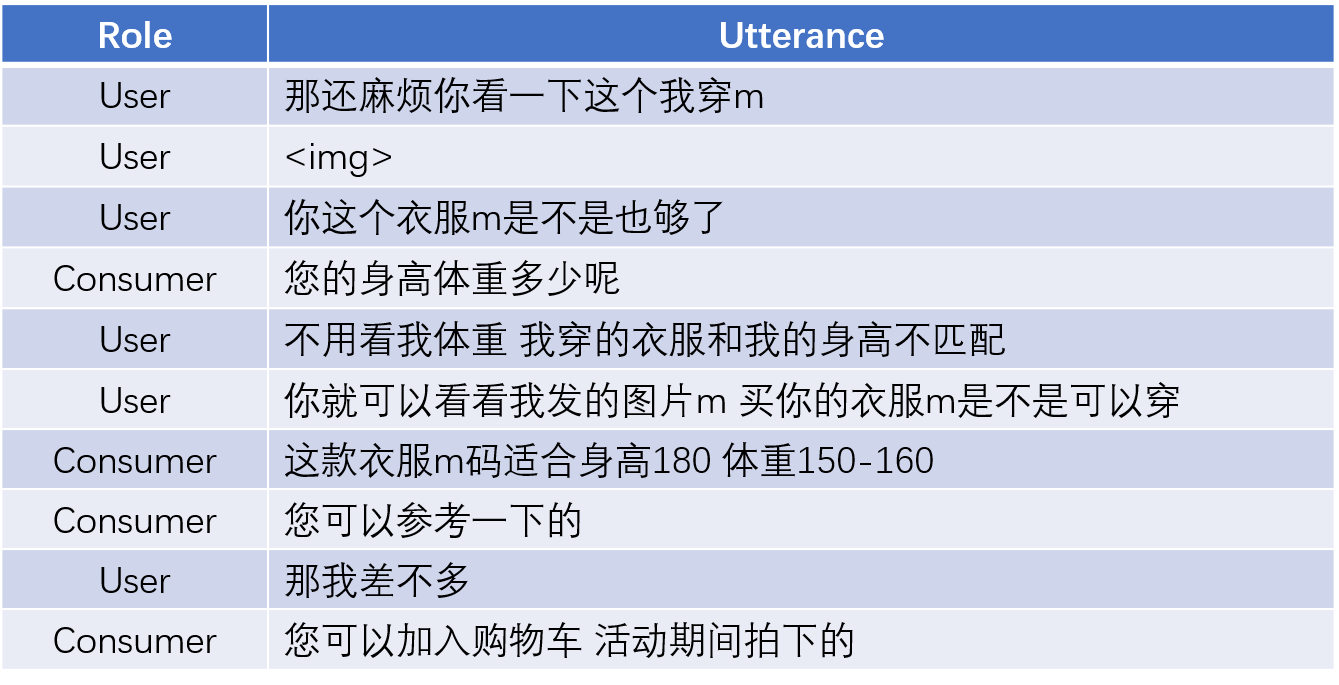 Role Utterance
User 那还麻烦你看一下这个我穿m
User <img>
User 你这个衣服m是不是也够了
Consumer 您的身高体重多少呢
User 不用看我体重 我穿的衣服和我的身高不匹配
User 你就可以看看我发的图片m 买你的衣服m是不是可以穿
Consumer 这款衣服m码适合身高180 体重150-160
Consumer 您可以参考一下的
User 那我差不多
Consumer 您可以加入购物车 活动期间拍下的